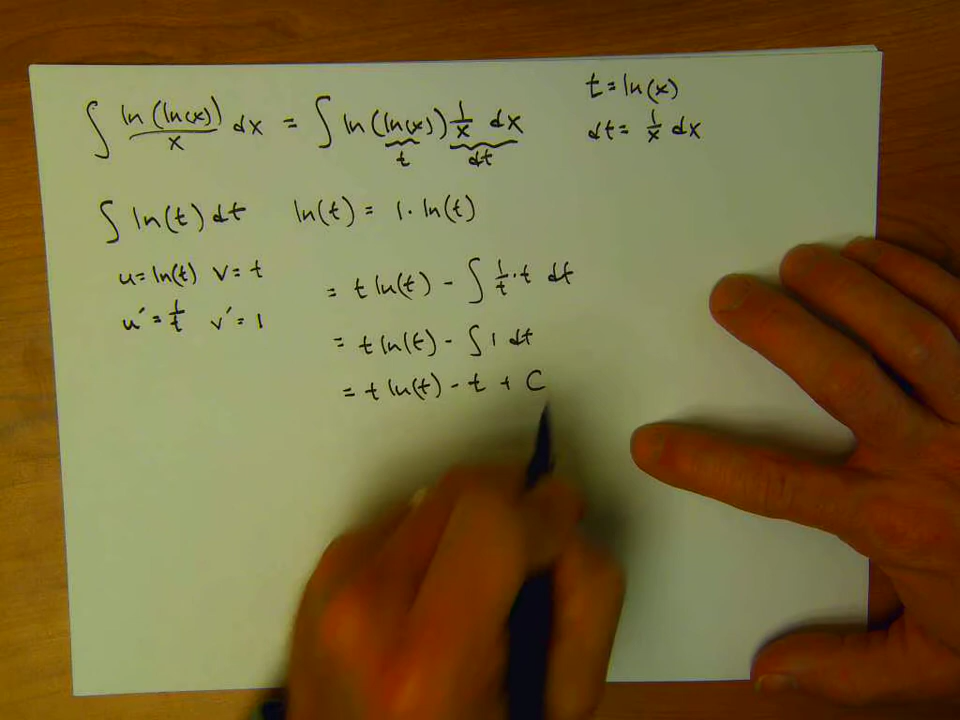 ∫ ln(ln(x))/x dx = ∫ ln(ln(x)) 1/x dx
t dt
t = ln(x)
dt = 1/x dx
∫ ln(t) dt ln(t) = 1 · ln(t)
u = ln(t) v = t
u' = 1/t v' = 1
= t ln(t) - ∫ 1/t · t dt
= t ln(t) - ∫ 1 dt
= t ln(t) - t + C